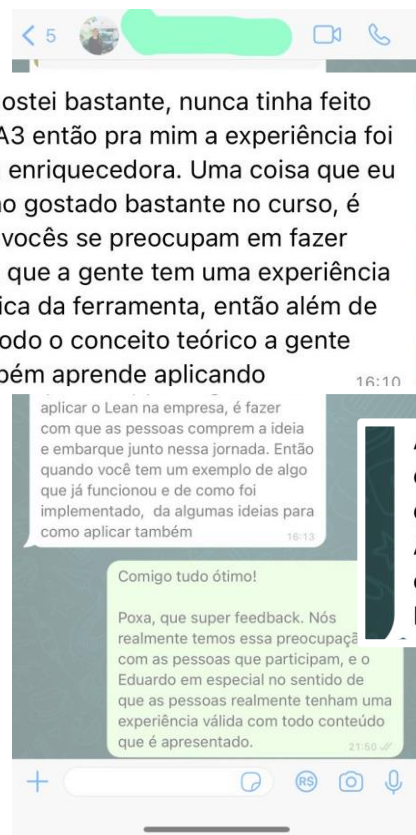 5
ostei bastante, nunca tinha feito
A3 então pra mim a experiência foi
enriquecedora. Uma coisa que eu
o gostado bastante no curso, é
vocês se preocupam em fazer
que a gente tem uma experiência
ica da ferramenta, então além de
odo o conceito teórico a gente
bém aprende aplicando
16:10
aplicar o Lean na empresa, é fazer
com que as pessoas comprem a ideia
e embarque junto nessa jornada. Então
quando você tem um exemplo de algo
que já funcionou e de como foi
implementado, da algumas ideias para
como aplicar também
16:13
Comigo tudo ótimo!
Poxa, que super feedback. Nós
realmente temos essa preocupaçã
com as pessoas que participam, e o
Eduardo em especial no sentido de
que as pessoas realmente tenham uma
experiência válida com todo conteúdo
que é apresentado.
21:50
RS